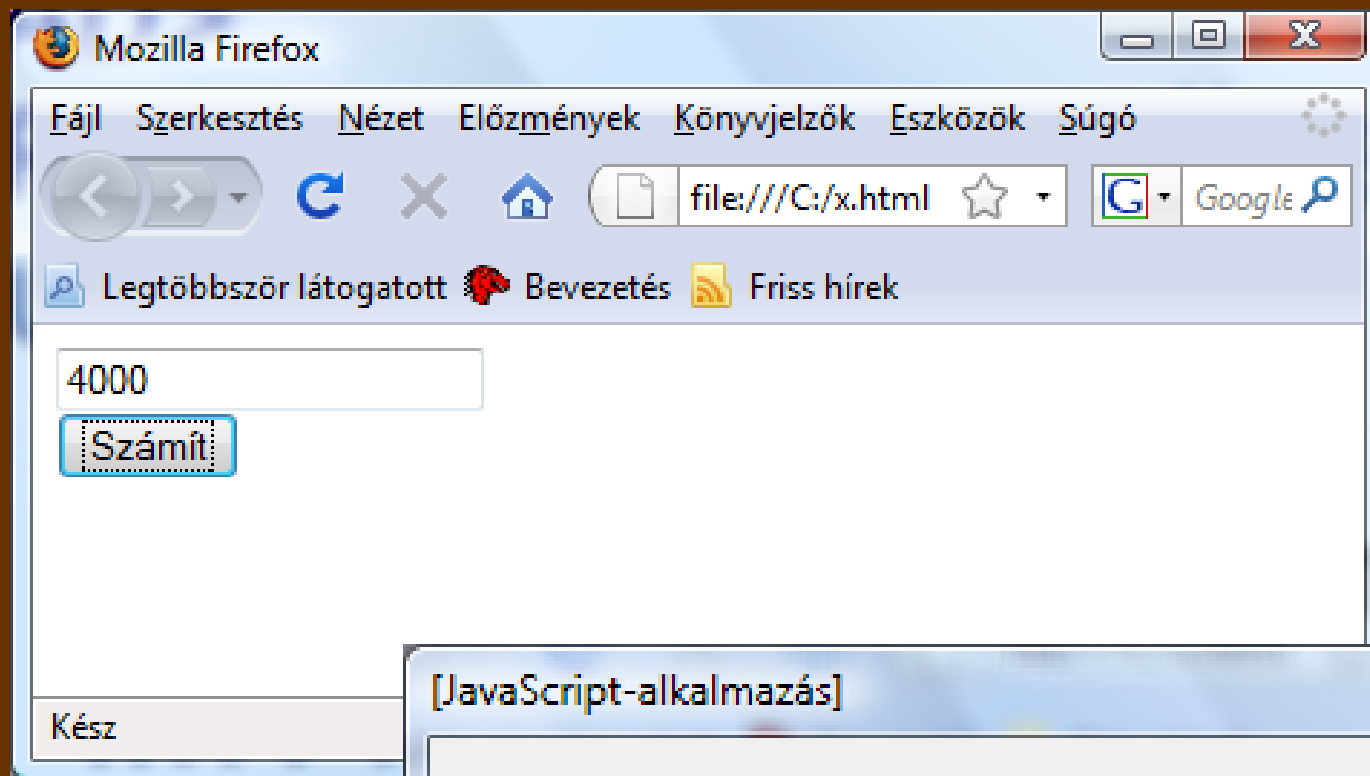 Mozilla Firefox
Fájl Szerkesztés Nézet Előzmények Könyvjelzők Eszközök Súgó
file:///C:/x.html G Google
Legtöbbször látogatott Bevezetés Friss hírek
4000
Számít
[JavaScript-alkalmazás]
Kész